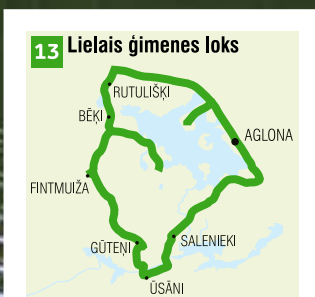 13 Lielais ģimenes loks
RUTULIŠĶI
BĒĶI
AGLONA
FINTMUIŽA
GŪTEŅI
SALENIEKI
ŪSĀNI